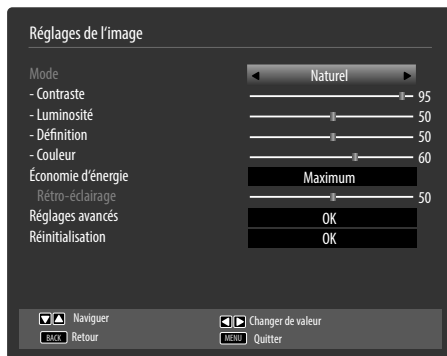 Réglages de l'image
Mode Naturel
- Contraste 95
- Luminosité 50
- Définition 50
- Couleur 60
Économie d'énergie Maximum
Rétro-éclairage 50
Réglages avancés OK
Réinitialisation OK
Naviguer Changer de valeur
BACK Retour MENU Quitter